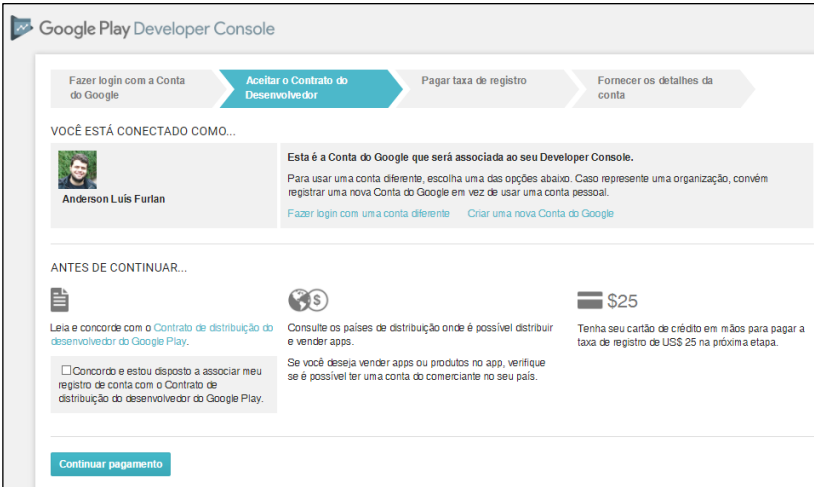 Google Play Developer Console
Fazer login com a Conta
do Google
Aceitar o Contrato do
Desenvolvedor
Pagar taxa de registro
Fornecer os detalhes da
conta
VOCÊ ESTÁ CONECTADO COMO...
Anderson Luís Furlan
Esta é a Conta do Google que será associada ao seu Developer Console.
Para usar uma conta diferente, escolha uma das opções abaixo. Caso represente uma organização, convém
registrar uma nova Conta do Google em vez de usar uma conta pessoal.
Fazer login com uma conta diferente Criar uma nova Conta do Google
ANTES DE CONTINUAR...
Leia e concorde com o Contrato de distribuição do
desenvolvedor do Google Play.
Concordo e estou disposto a associar meu
registro de conta com o Contrato de
distribuição do desenvolvedor do Google Play.
$
Consulte os países de distribuição onde é possível distribuir
e vender apps.
Se você deseja vender apps ou produtos no app, verifique
se é possível ter uma conta do comerciante no seu país.
$25
Tenha seu cartão de crédito em mãos para pagar a
taxa de registro de US$ 25 na próxima etapa.
Continuar pagamento